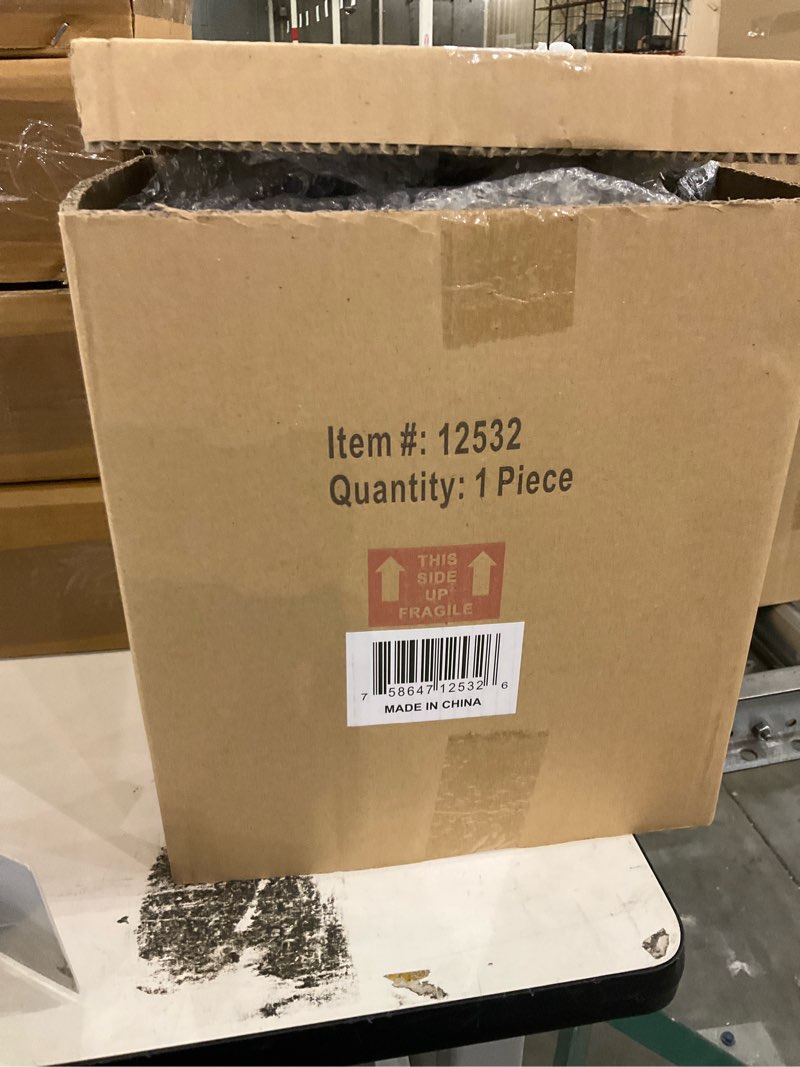 Item #: 12532
Quantity: 1 Piece
THIS
SIDE
UP
FRAGILE
7 58647 12532 6
MADE IN CHINA